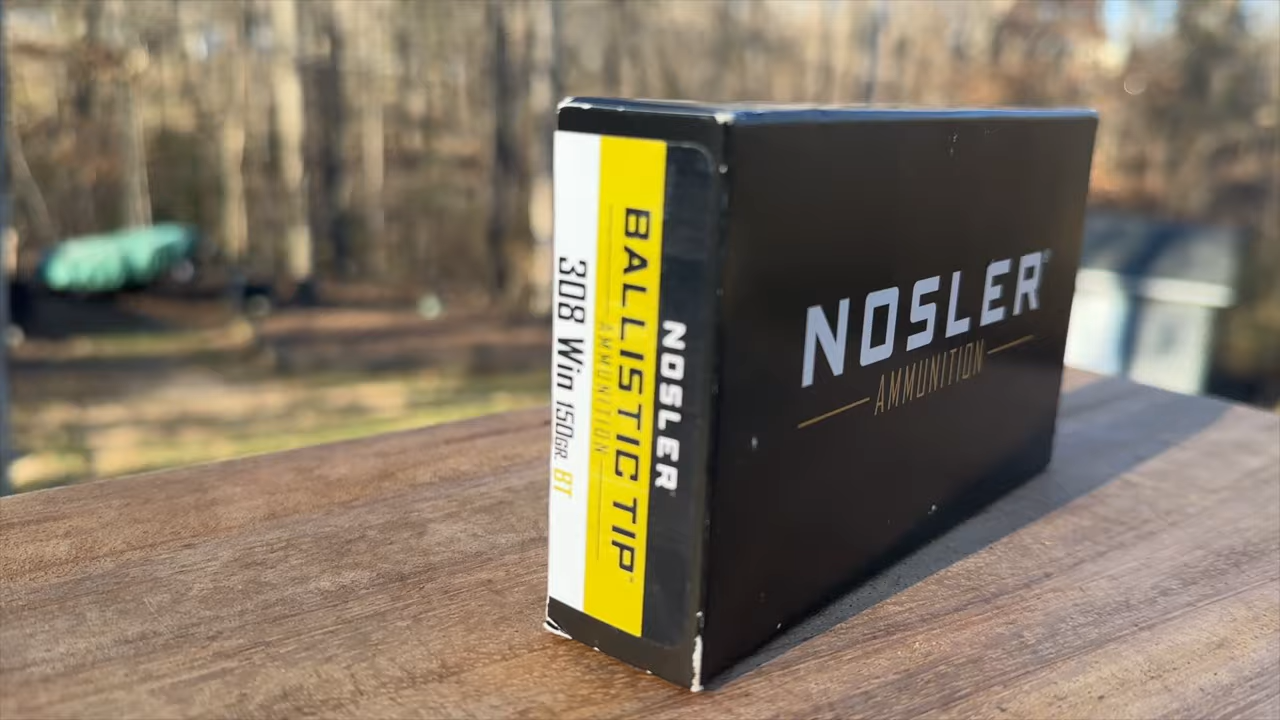 NOSLER
BALLISTIC TIP
AMMUNITION
308 Win 150GR. BT
NOSLER®
AMMUNITION